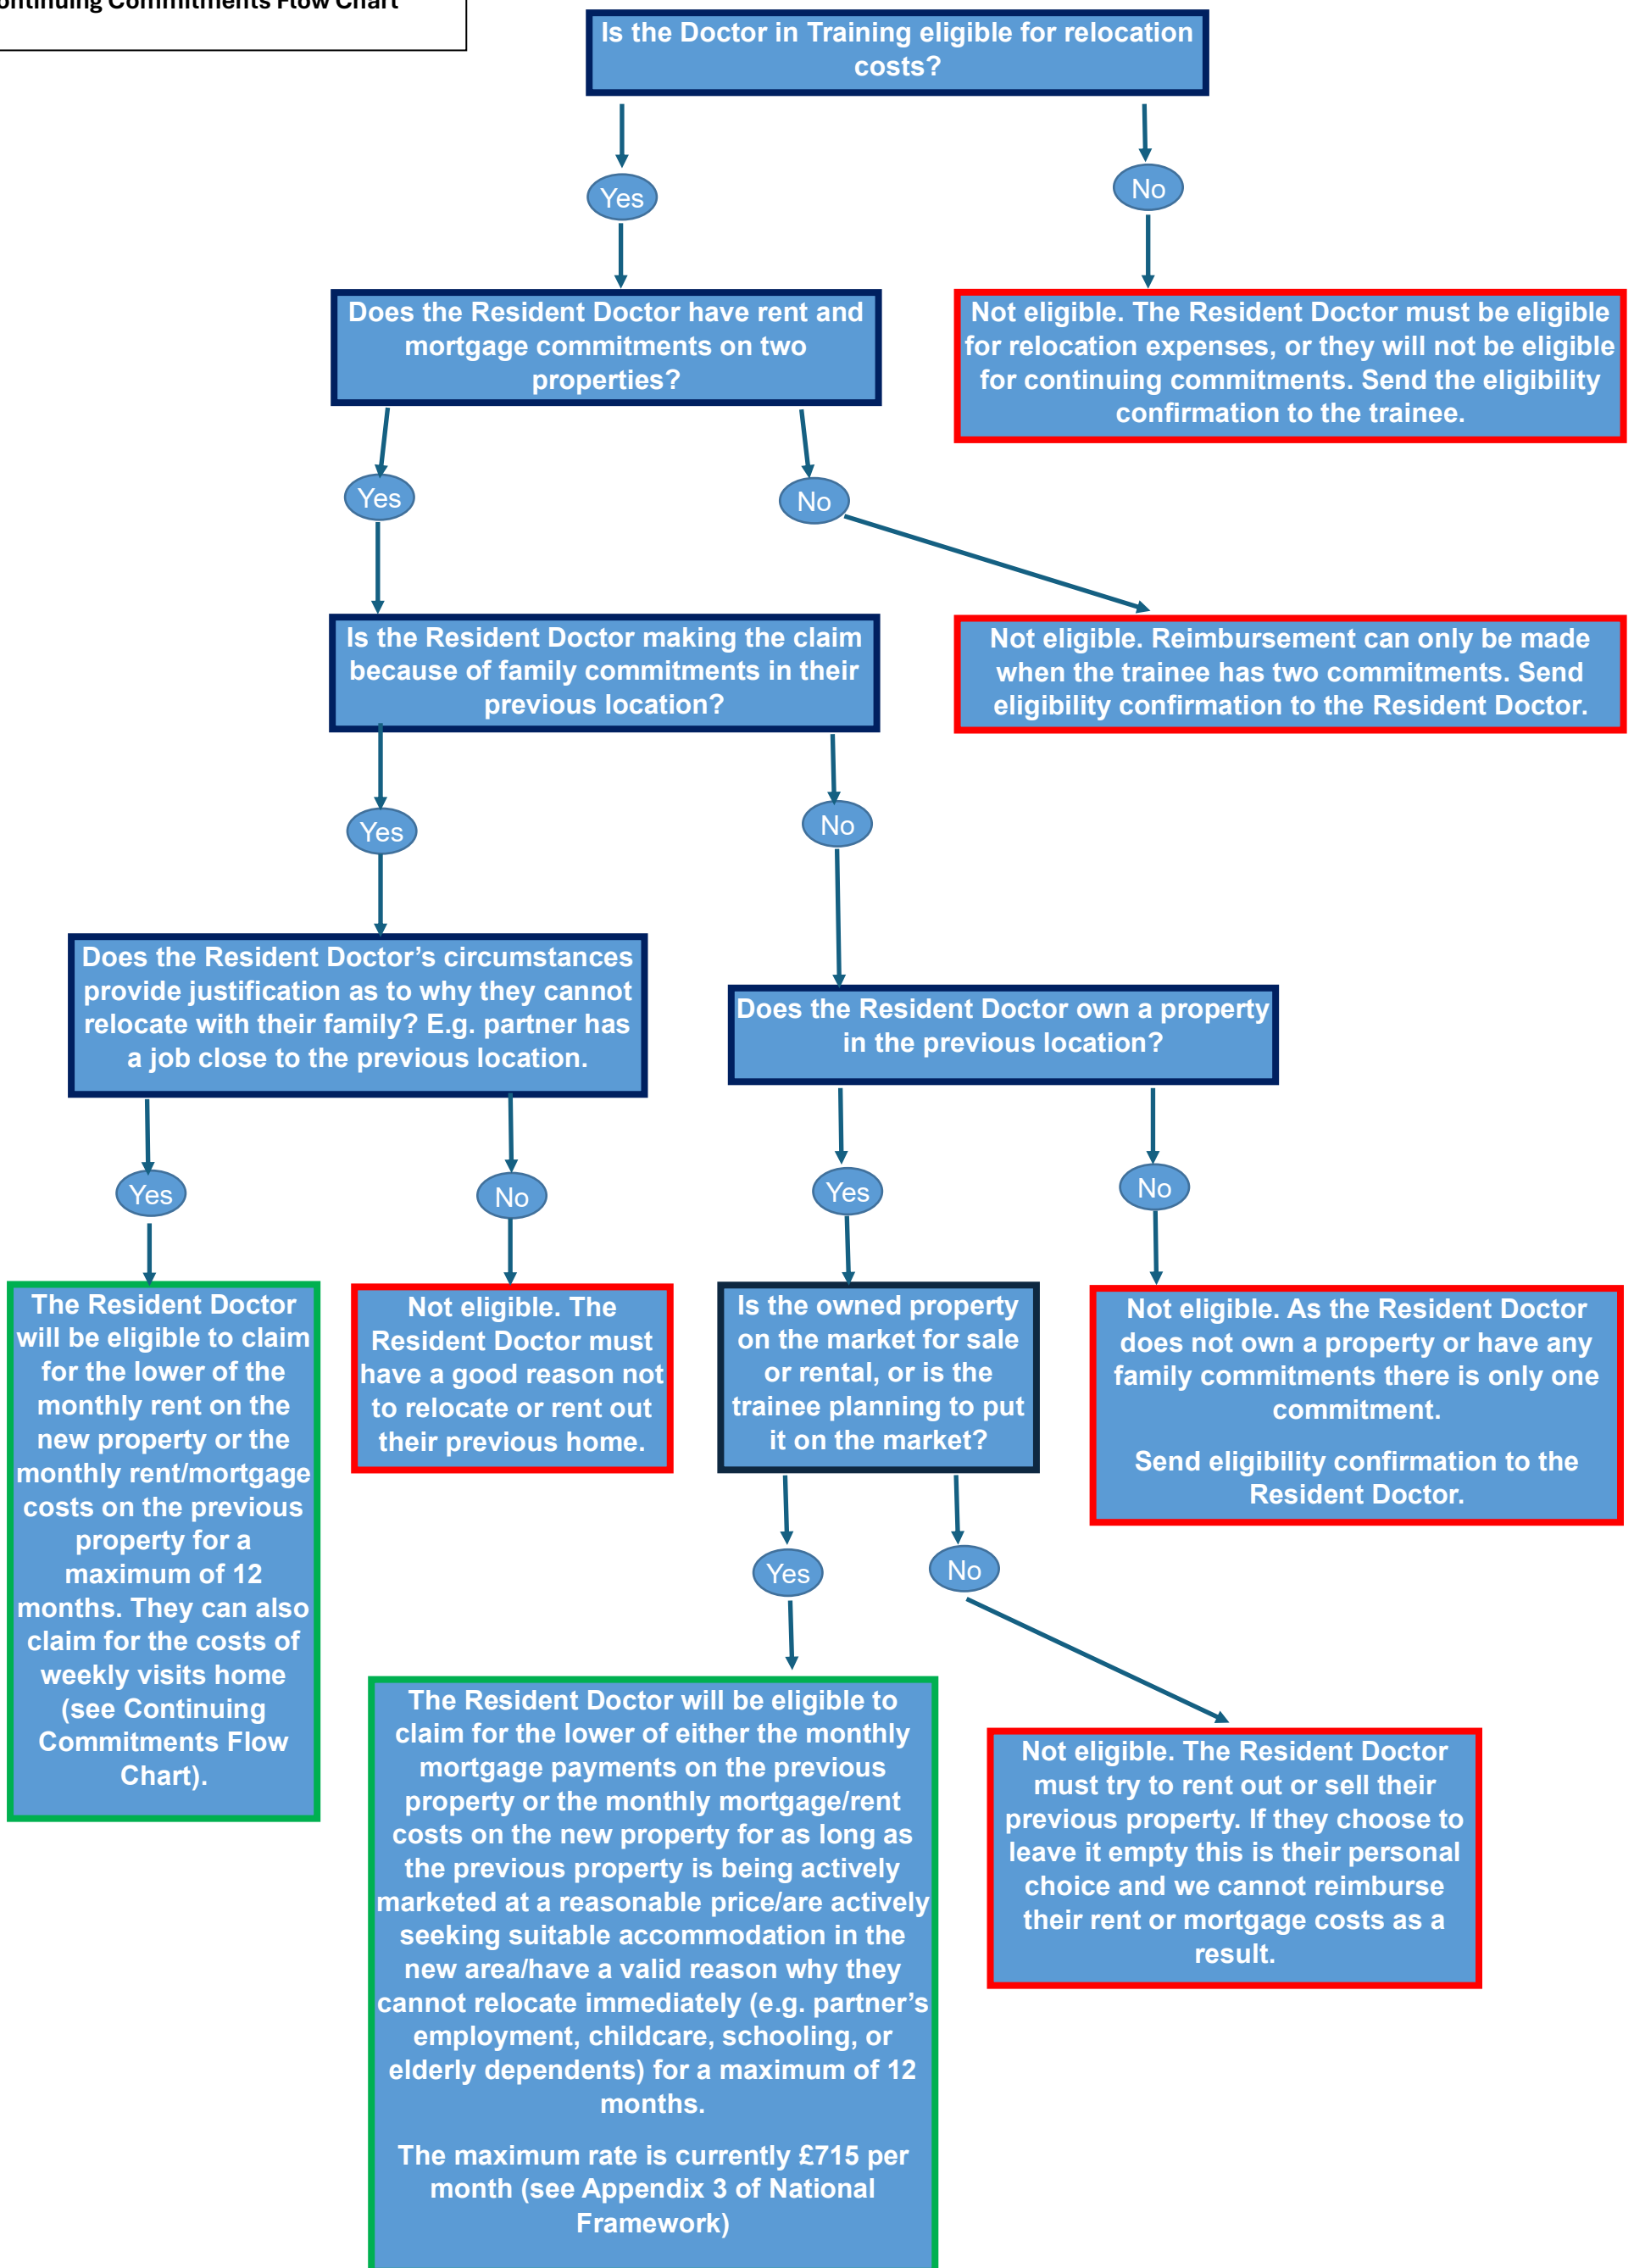 Continuing Commitments Flow Chart
Is the Doctor in Training eligible for relocation
costs?
Yes
No
Does the Resident Doctor have rent and
mortgage commitments on two
properties?
Not eligible. The Resident Doctor must be eligible
for relocation expenses, or they will not be eligible
for continuing commitments. Send the eligibility
confirmation to the trainee.
Yes
No
Is the Resident Doctor making the claim
because of family commitments in their
previous location?
Not eligible. Reimbursement can only be made
when the trainee has two commitments. Send
eligibility confirmation to the Resident Doctor.
Yes
No
Does the Resident Doctor’s circumstances
provide justification as to why they cannot
relocate with their family? E.g. partner has
a job close to the previous location.
Does the Resident Doctor own a property
in the previous location?
Yes
No
Yes
No
The Resident Doctor
will be eligible to claim
for the lower of the
monthly rent on the
new property or the
monthly rent/mortgage
costs on the previous
property for a
maximum of 12
months. They can also
claim for the costs of
weekly visits home
(see Continuing
Commitments Flow
Chart).
Not eligible. The
Resident Doctor must
have a good reason not
to relocate or rent out
their previous home.
Is the owned property
on the market for sale
or rental, or is the
trainee planning to put
it on the market?
Not eligible. As the Resident Doctor
does not own a property or have any
family commitments there is only one
commitment.
Send eligibility confirmation to the
Resident Doctor.
Yes
No
The Resident Doctor will be eligible to
claim for the lower of either the monthly
mortgage payments on the previous
property or the monthly mortgage/rent
costs on the new property for as long as
the previous property is being actively
marketed at a reasonable price/are actively
seeking suitable accommodation in the
new area/have a valid reason why they
cannot relocate immediately (e.g. partner’s
employment, childcare, schooling, or
elderly dependents) for a maximum of 12
months.
The maximum rate is currently £715 per
month (see Appendix 3 of National
Framework)
Not eligible. The Resident Doctor
must try to rent out or sell their
previous property. If they choose to
leave it empty this is their personal
choice and we cannot reimburse
their rent or mortgage costs as a
result.